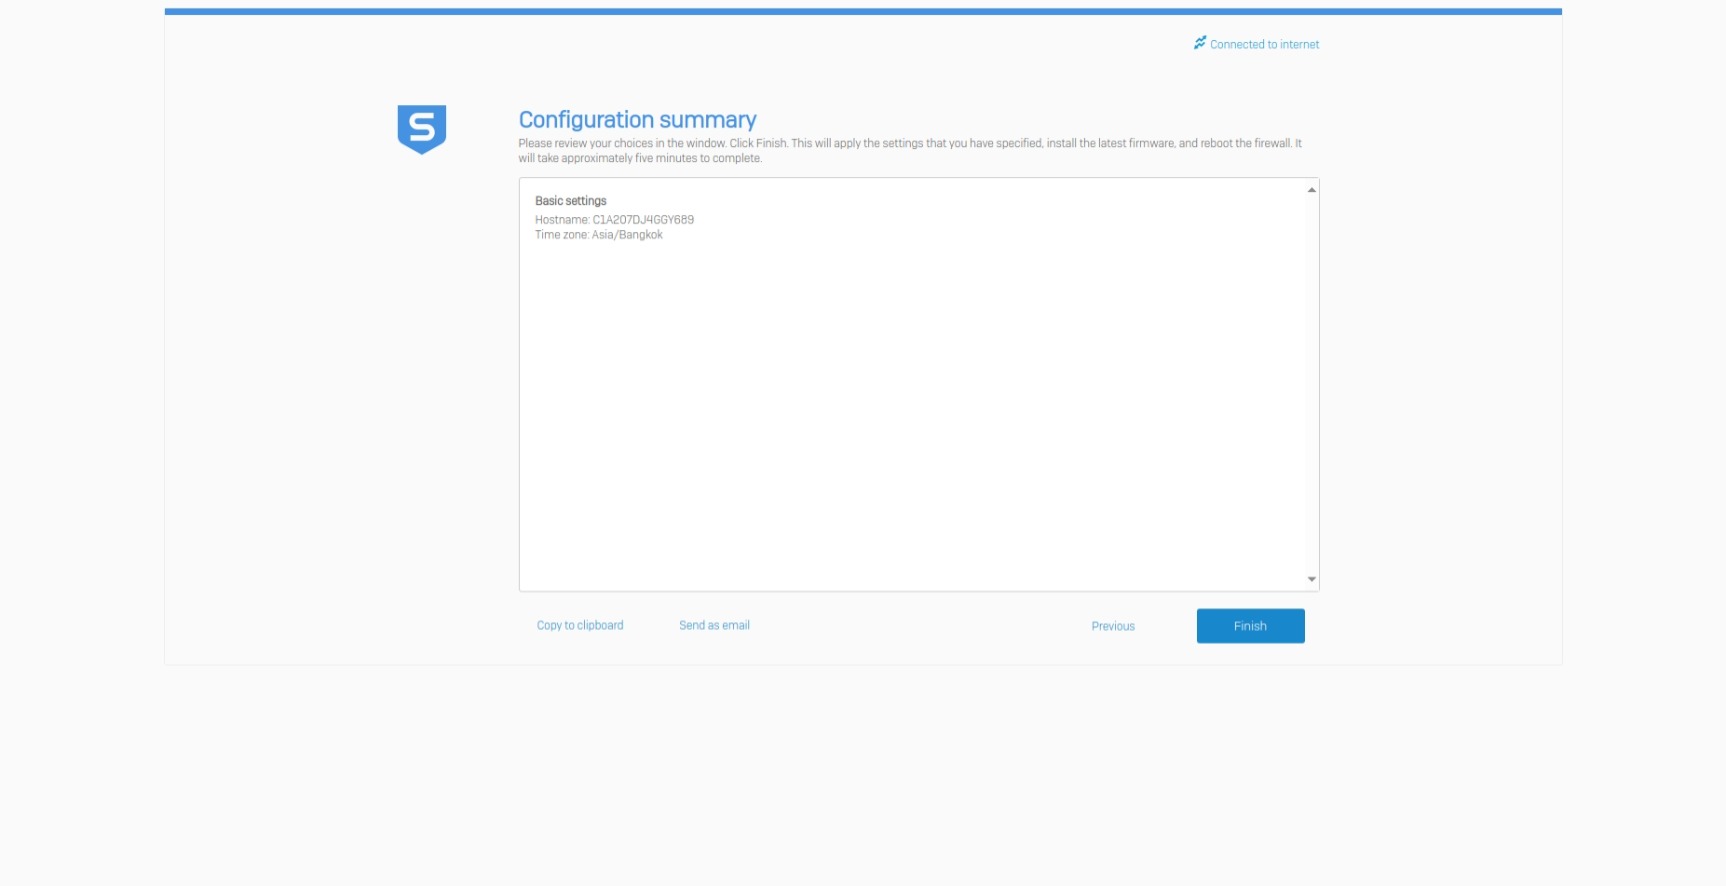 Connected to internet
Configuration summary
Please review your choices in the window. Click Finish. This will apply the settings that you have specified, install the latest firmware, and reboot the firewall. It
will take approximately five minutes to complete.
Basic settings
Hostname: C1A207DJ4GGY689
Time zone: Asia/Bangkok
Copy to clipboard
Send as email
Previous
Finish